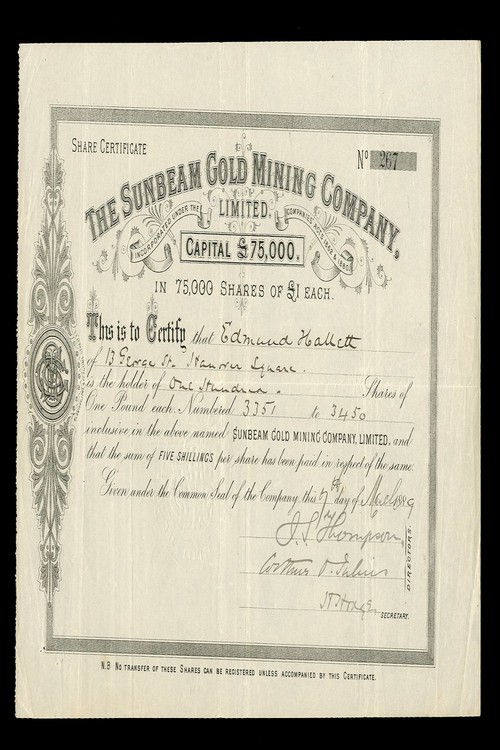 SHARE CERTIFICATE
Nº 267
THE SUNBEAM GOLD MINING COMPANY,
LIMITED.
INCORPORATED UNDER THE COMPANIES ACTS, 1862 & 1880
CAPITAL £75,000.
IN 75,000 SHARES OF £1 EACH.
This is to Certify that Edmund Hallett
of 13 George St. Hanover Square.
is the holder of One Hundred. Shares of
One Pound each, Numbered 3351 to 3450
inclusive in the above named SUNBEAM GOLD MINING COMPANY, LIMITED, and
that the sum of FIVE SHILLINGS per share has been paid in respect of the same.
Given under the Common Seal of the Company, this 7th day of 1889
Thompson
DIRECTORS.
SECRETARY.
N.B NO TRANSFER OF THESE SHARES CAN BE REGISTERED UNLESS ACCOMPANIED BY THIS CERTIFICATE.